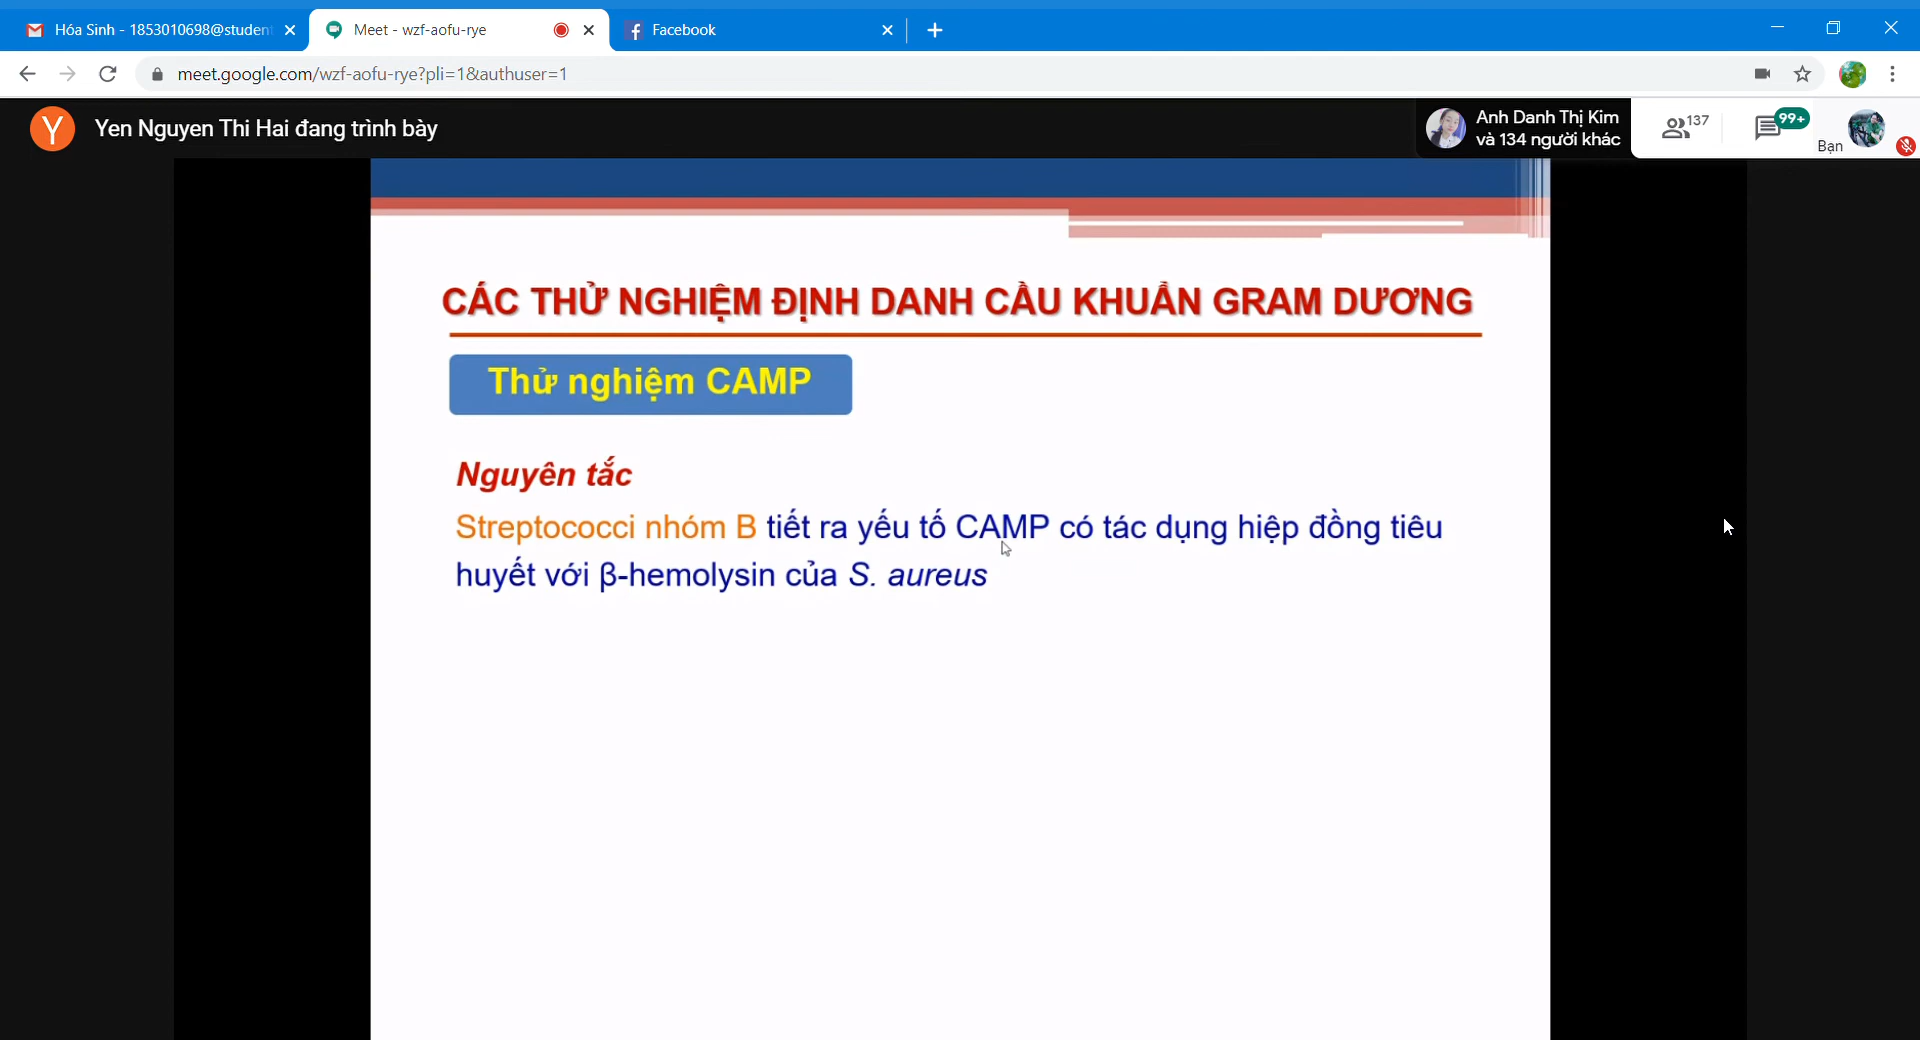 Hóa Sinh - 1853010698@student
Meet - wzf-aofu-rye
Facebook
meet.google.com/wzf-aofu-rye?pli=1&authuser=1
Y
Yen Nguyen Thi Hai đang trình bày
Anh Danh Thị Kim
và 134 người khác
137
99+
Bạn
CÁC THỬ NGHIỆM ĐỊNH DANH CẦU KHUẨN GRAM DƯƠNG
Thử nghiệm CAMP
Nguyên tắc
Streptococci nhóm B tiết ra yếu tố CAMP có tác dụng hiệp đồng tiêu
huyết với β-hemolysin của S. aureus